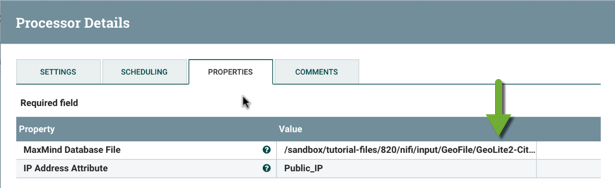 Processor Details
SETTINGS SCHEDULING PROPERTIES COMMENTS
Required field
Property Value
MaxMind Database File ? /sandbox/tutorial-files/820/nifi/input/GeoFile/GeoLite2-Cit...
IP Address Attribute ? Public_IP